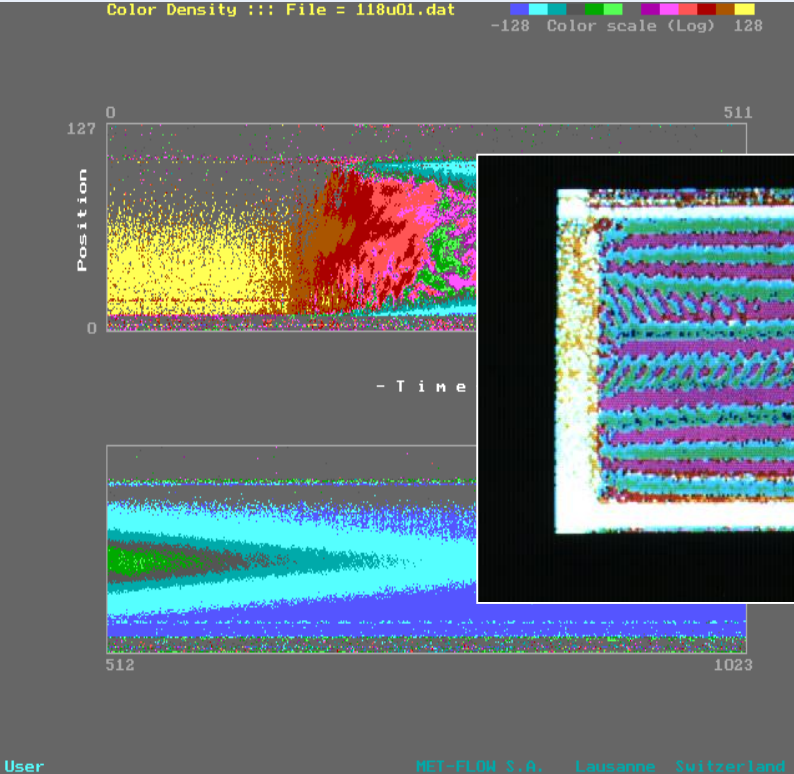 Color Density ::: File = 118u01.dat
-128 Color scale (Log) 128
0 511
127
Position
0
- T i m e
512 1023
User MET-FLOW S.A. Lausanne Switzerland